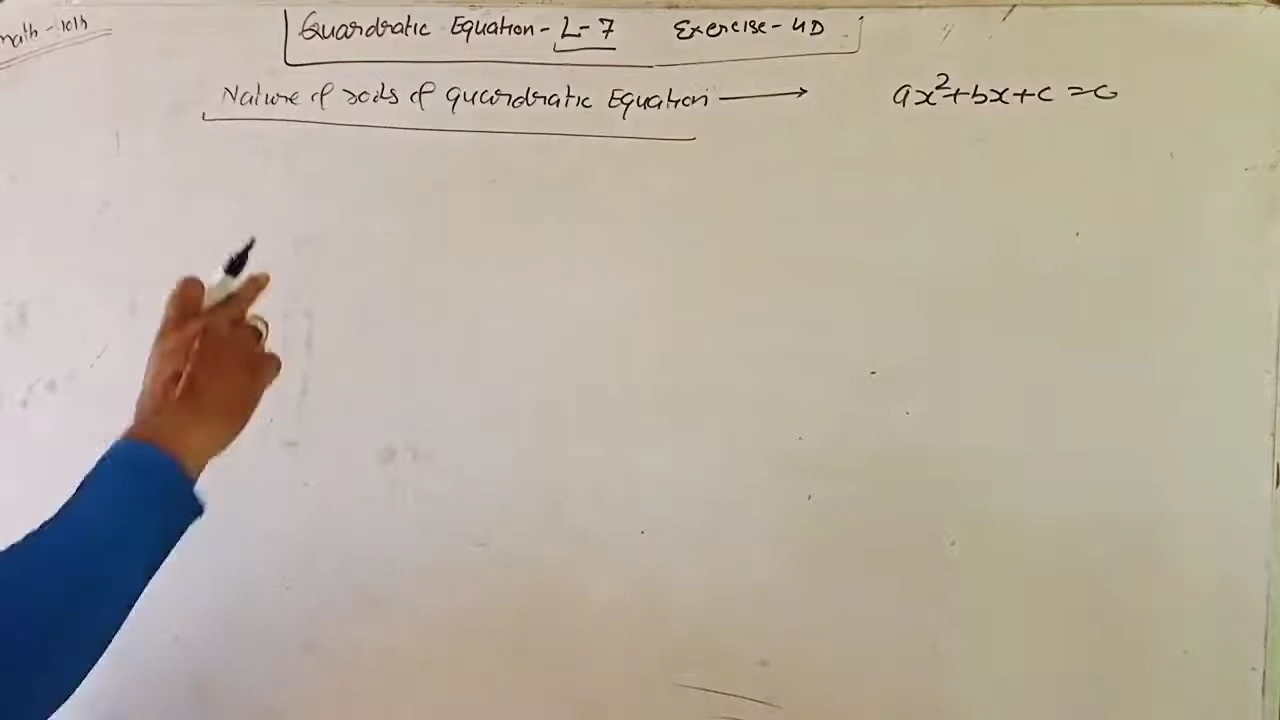 math - 10th
Quardratic Equation - L-7 Exercise - 4D
Nature of roots of quardratic Equation → ax²+bx+c = 0